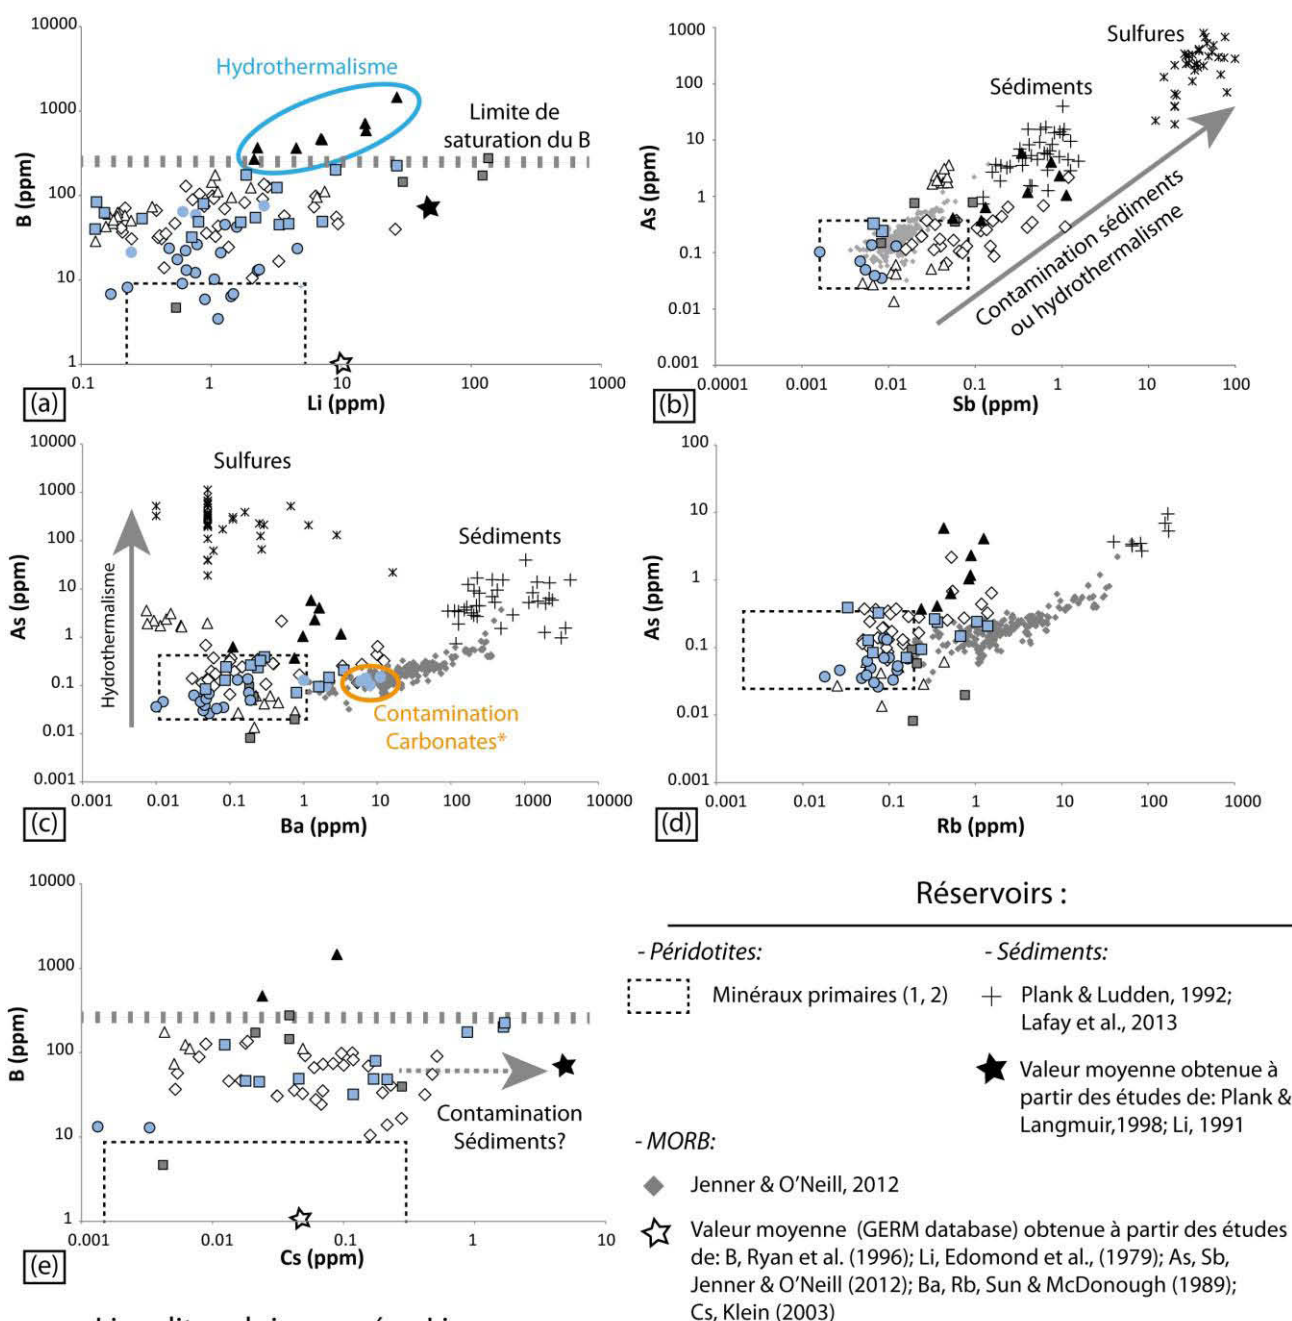 10000
1000
100
10
1
B (ppm)
Hydrothermalisme
Limite de
saturation du B
0.1
1
10
100
1000
Li (ppm)
(a)
1000
100
10
1
0.1
0.01
0.001
As (ppm)
Sulfures
Sédiments
Contamination sédiments
ou hydrothermalisme
0.0001
0.001
0.01
0.1
1
10
100
Sb (ppm)
(b)
10000
1000
100
10
1
0.1
0.01
0.001
As (ppm)
Sulfures
Sédiments
Hydrothermalisme
Contamination
Carbonates*
0.001
0.01
0.1
1
10
100
1000
10000
Ba (ppm)
(c)
100
10
1
0.1
0.01
0.001
As (ppm)
0.001
0.01
0.1
1
10
100
1000
Rb (ppm)
(d)
10000
1000
100
10
1
B (ppm)
Contamination
Sédiments?
0.001
0.01
0.1
1
10
Cs (ppm)
(e)
Réservoirs :
- Péridotites:
Minéraux primaires (1, 2)
- Sédiments:
Plank & Ludden, 1992;
Lafay et al., 2013
Valeur moyenne obtenue à
partir des études de: Plank &
Langmuir,1998; Li, 1991
- MORB:
Jenner & O'Neill, 2012
Valeur moyenne (GERM database) obtenue à partir des études
de: B, Ryan et al. (1996); Li, Edomond et al., (1979); As, Sb,
Jenner & O'Neill (2012); Ba, Rb, Sun & McDonough (1989);
Cs, Klein (2003)